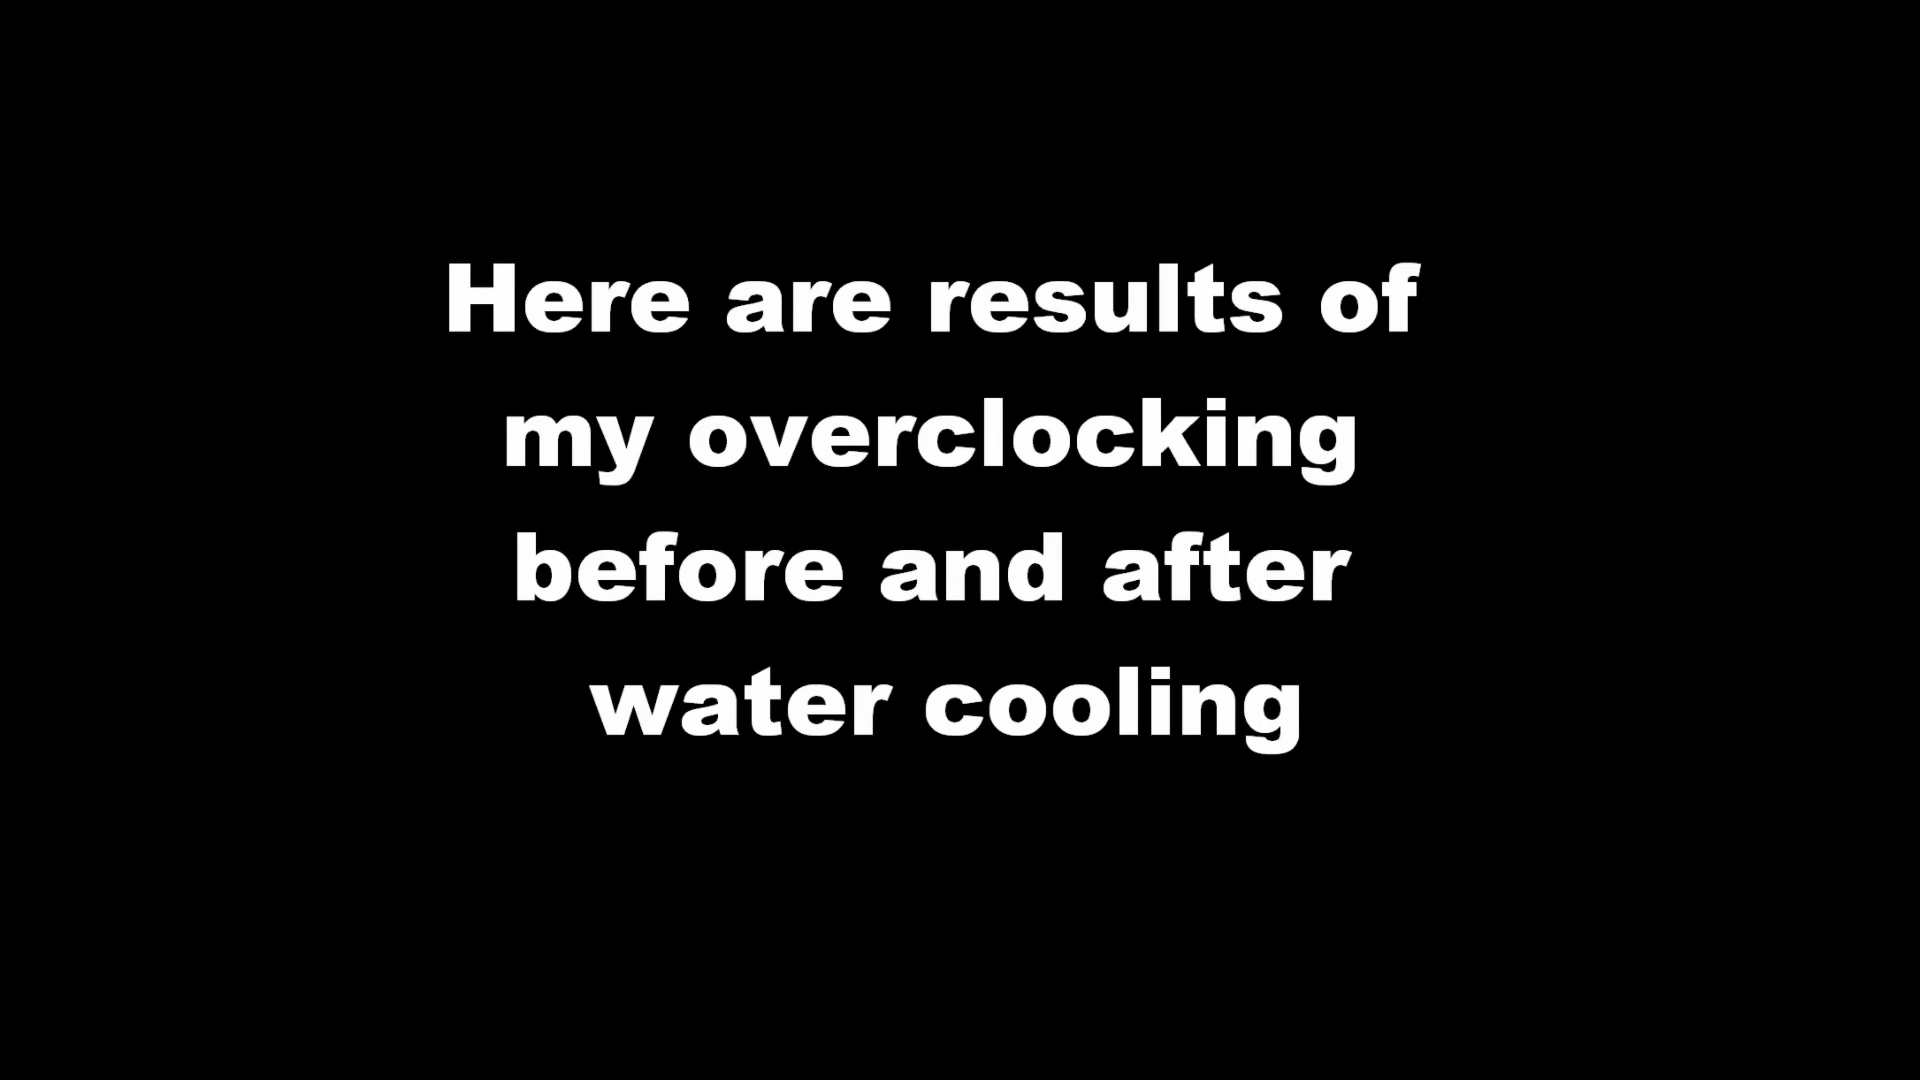 Here are results of
my overclocking
before and after
water cooling